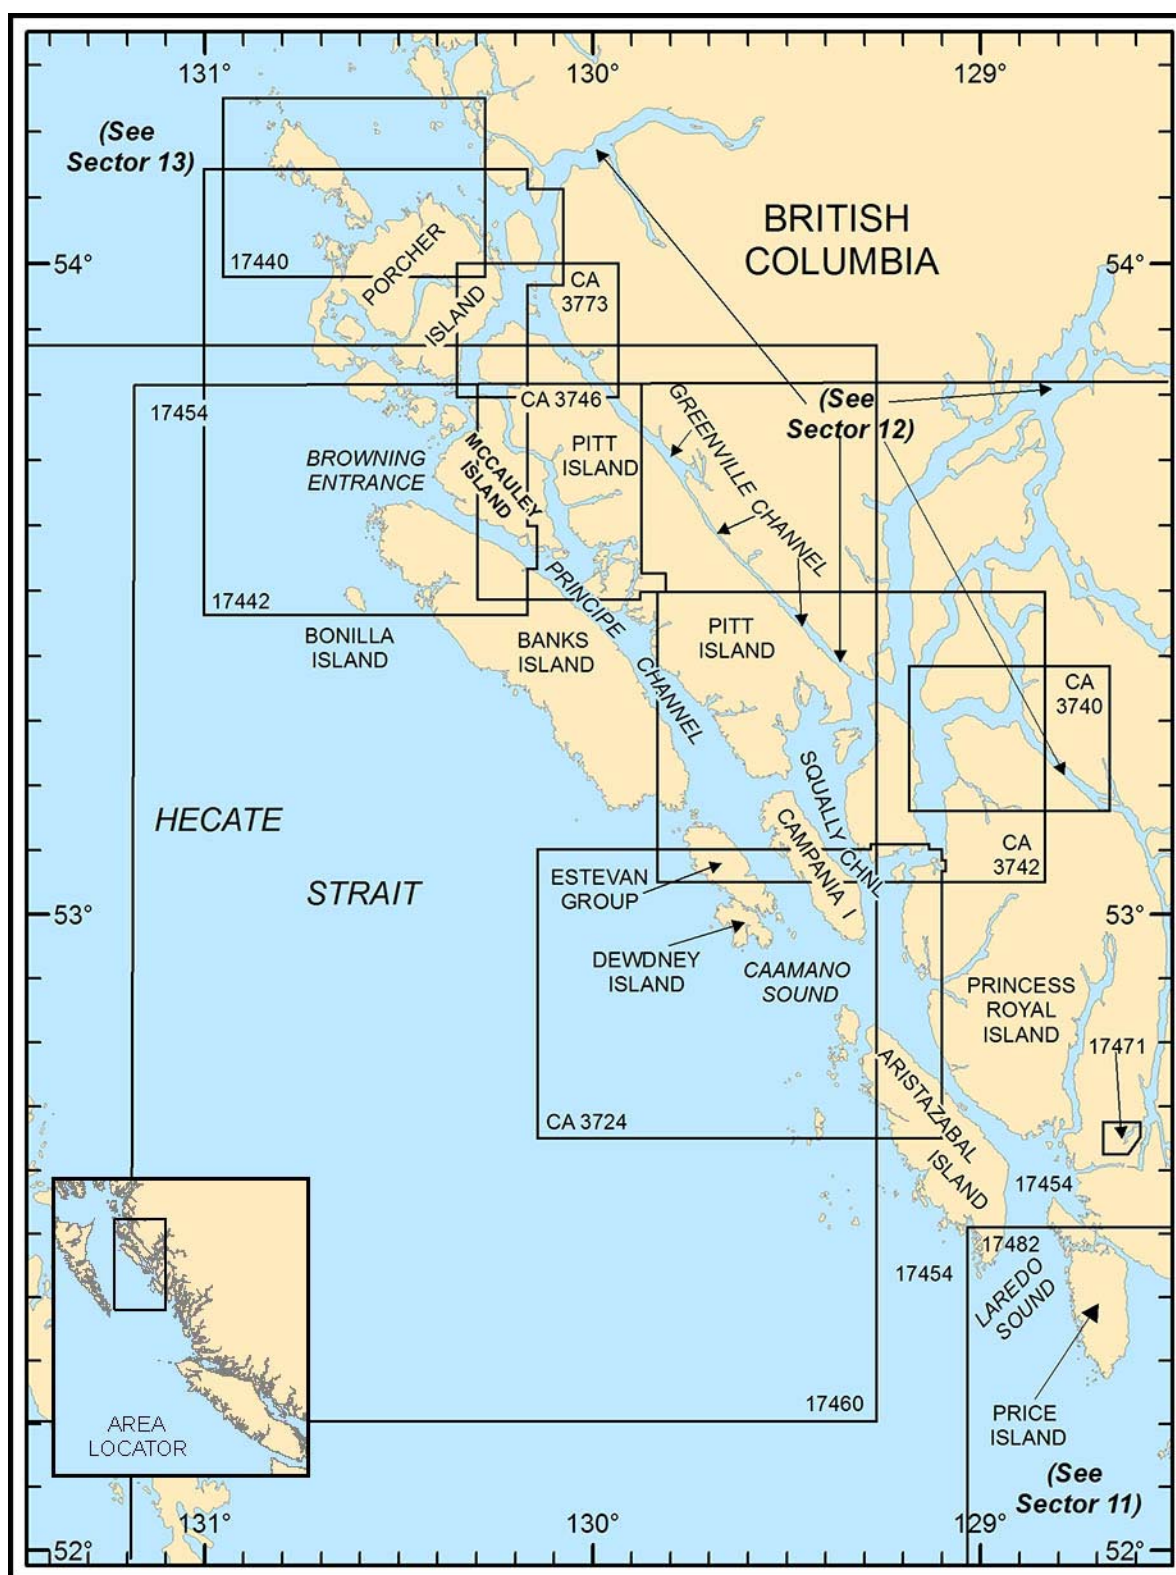 131°
130°
129°
(See
Sector 13)
BRITISH
COLUMBIA
54°
54°
17440
PORCHER
ISLAND
CA
3773
17454
CA 3746
(See
Sector 12)
GREENVILLE CHANNEL
PITT
ISLAND
MCCAULEY
ISLAND
BROWNING
ENTRANCE
17442
BONILLA
ISLAND
BANKS
ISLAND
PRINCIPE CHANNEL
PITT
ISLAND
CA
3740
SQUALLY CHNL
HECATE
STRAIT
CAMPANIA I
CA
3742
ESTEVAN
GROUP
53°
53°
DEWDNEY
ISLAND
CAAMANO
SOUND
PRINCESS
ROYAL
ISLAND
17471
ARISTAZABAL
ISLAND
CA 3724
17454
17482
17454
LAREDO
SOUND
17460
PRICE
ISLAND
AREA
LOCATOR
(See
Sector 11)
131°
130°
129°
52°
52°